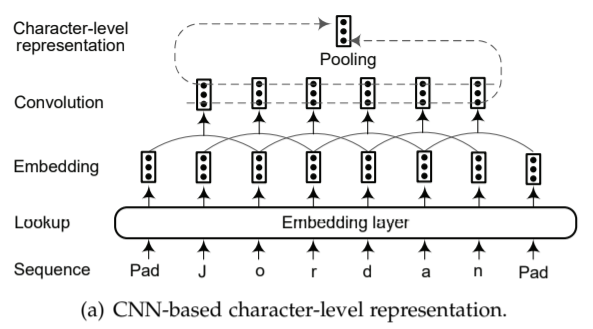 Character-level
representation
Pooling
Convolution
Embedding
Lookup Embedding layer
Sequence Pad J o r d a n Pad
(a) CNN-based character-level representation.